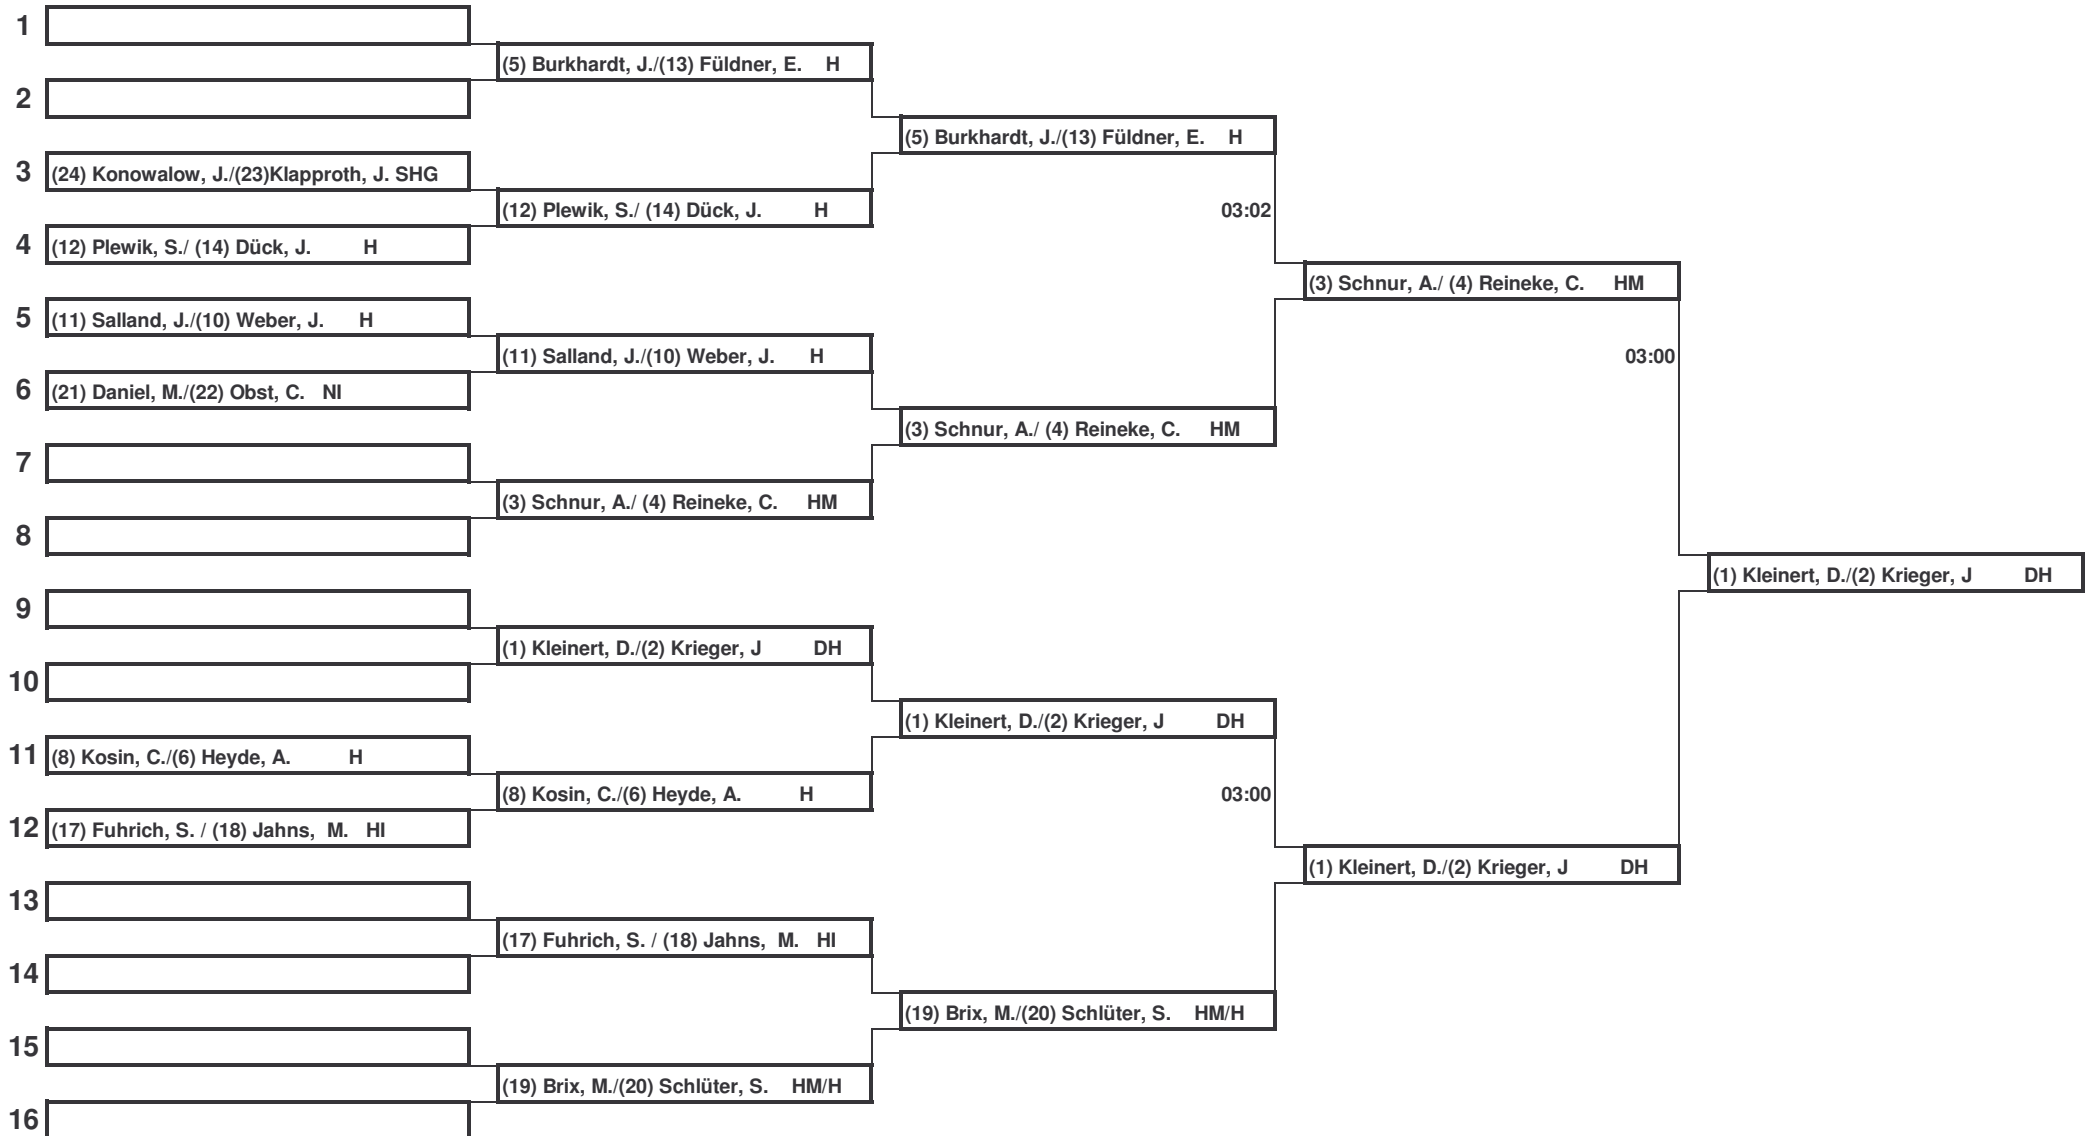 1
(5) Burkhardt, J./(13) Füldner, E. H
2
(5) Burkhardt, J./(13) Füldner, E. H
3 (24) Konowalow, J./(23)Klapproth, J. SHG
(12) Plewik, S./ (14) Dück, J. H 03:02
4 (12) Plewik, S./ (14) Dück, J. H
(3) Schnur, A./ (4) Reineke, C. HM
5 (11) Salland, J./(10) Weber, J. H
(11) Salland, J./(10) Weber, J. H 03:00
6 (21) Daniel, M./(22) Obst, C. NI
(3) Schnur, A./ (4) Reineke, C. HM
7
(3) Schnur, A./ (4) Reineke, C. HM
8
(1) Kleinert, D./(2) Krieger, J DH
9
(1) Kleinert, D./(2) Krieger, J DH
10
(1) Kleinert, D./(2) Krieger, J DH
11 (8) Kosin, C./(6) Heyde, A. H
(8) Kosin, C./(6) Heyde, A. H 03:00
12 (17) Fuhrich, S. / (18) Jahns, M. HI
(1) Kleinert, D./(2) Krieger, J DH
13
(17) Fuhrich, S. / (18) Jahns, M. HI
14
(19) Brix, M./(20) Schlüter, S. HM/H
15
(19) Brix, M./(20) Schlüter, S. HM/H
16